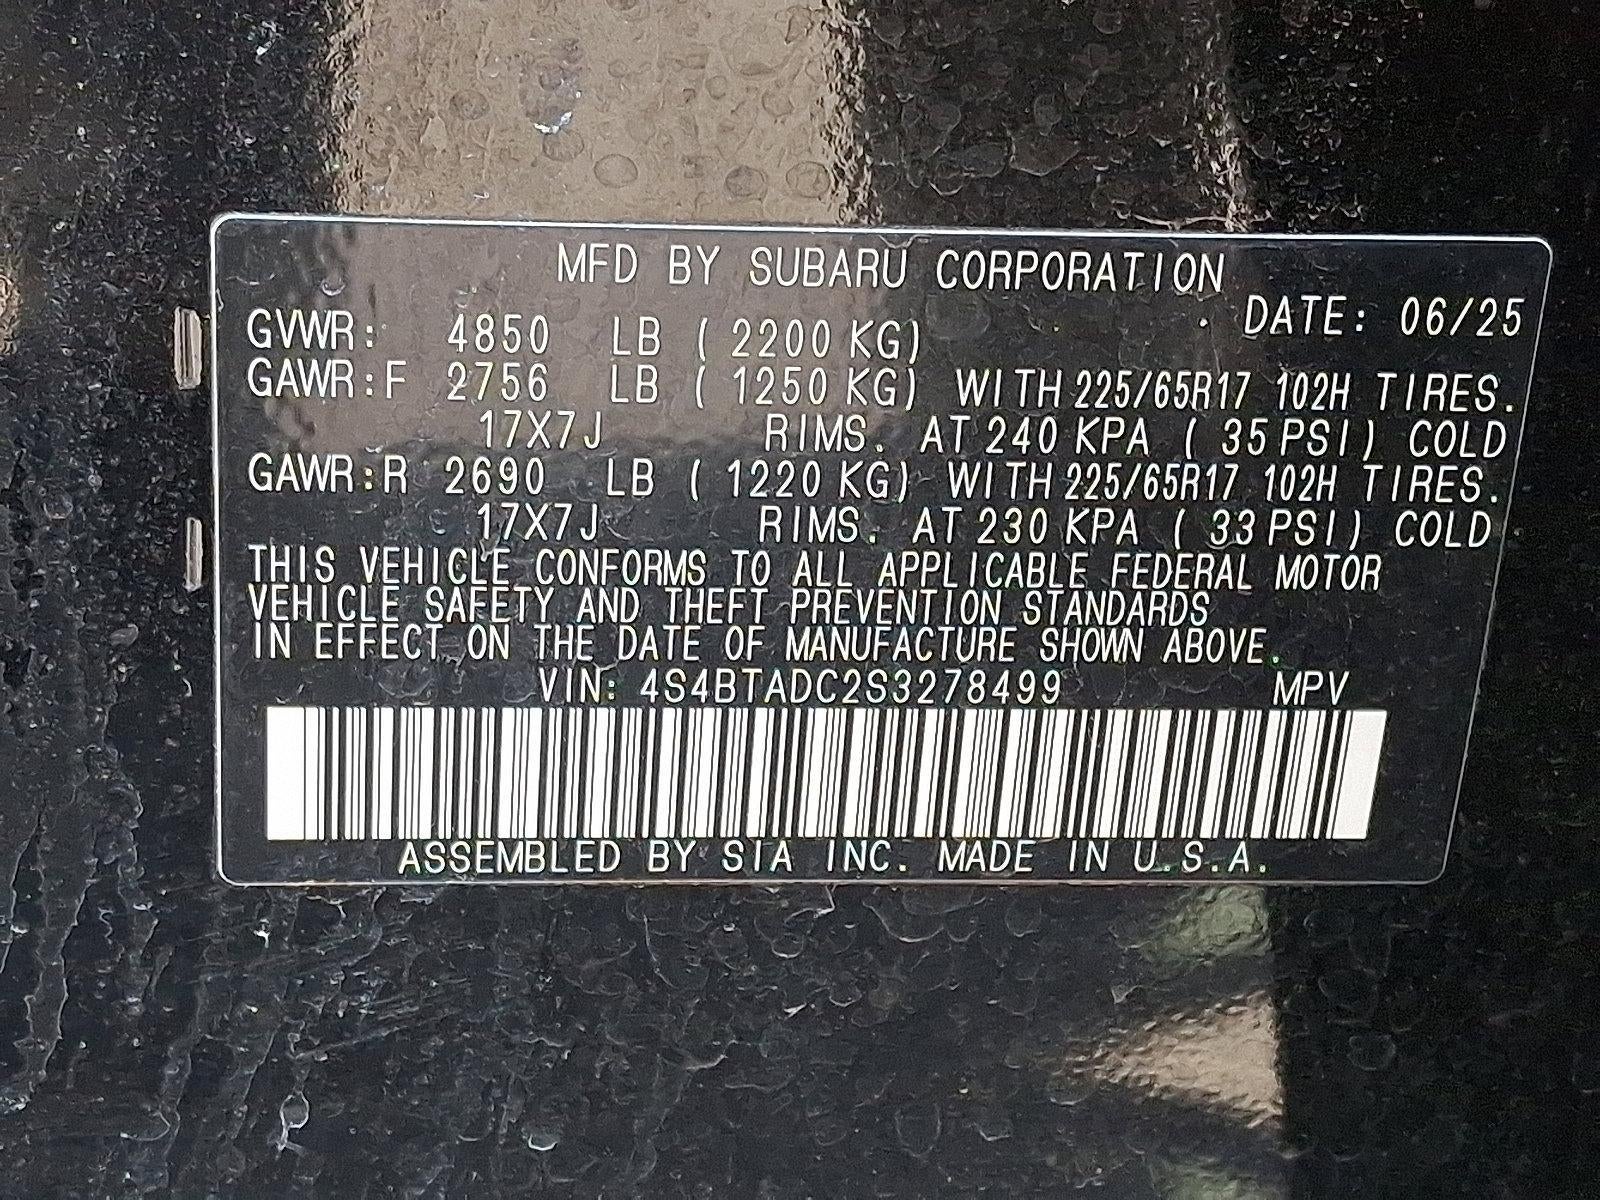 MFD BY SUBARU CORPORATION
DATE: 06/25
GVWR: 4850 LB ( 2200 KG)
GAWR:F 2756 LB ( 1250 KG) WITH 225/65R17 102H TIRES.
17X7J RIMS. AT 240 KPA ( 35 PSI) COLD
GAWR:R 2690 LB ( 1220 KG) WITH 225/65R17 102H TIRES.
17X7J RIMS. AT 230 KPA ( 33 PSI) COLD
THIS VEHICLE CONFORMS TO ALL APPLICABLE FEDERAL MOTOR
VEHICLE SAFETY AND THEFT PREVENTION STANDARDS
IN EFFECT ON THE DATE OF MANUFACTURE SHOWN ABOVE.
VIN: 4S4BTADC2S3278499 MPV
ASSEMBLED BY SIA INC. MADE IN U.S.A.